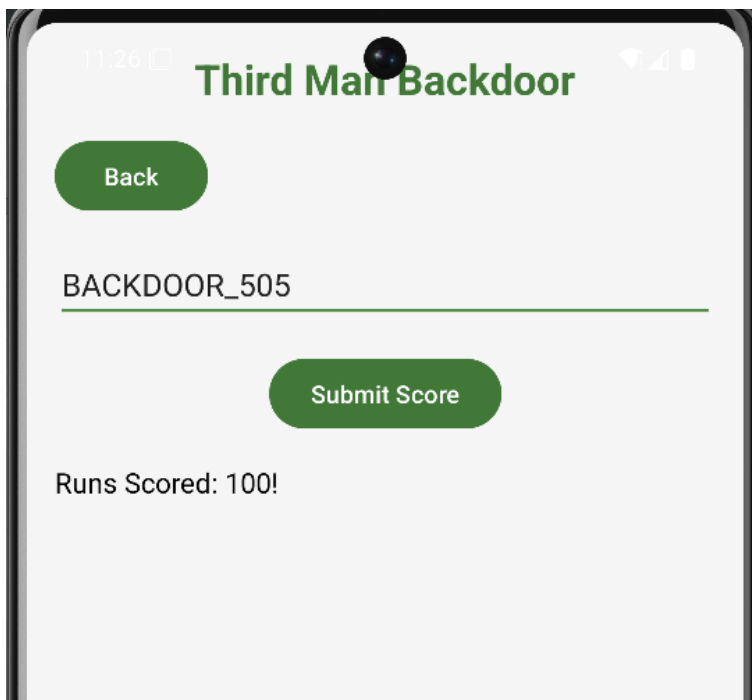 11:26
Third Man Backdoor
Back
BACKDOOR_505
Submit Score
Runs Scored: 100!